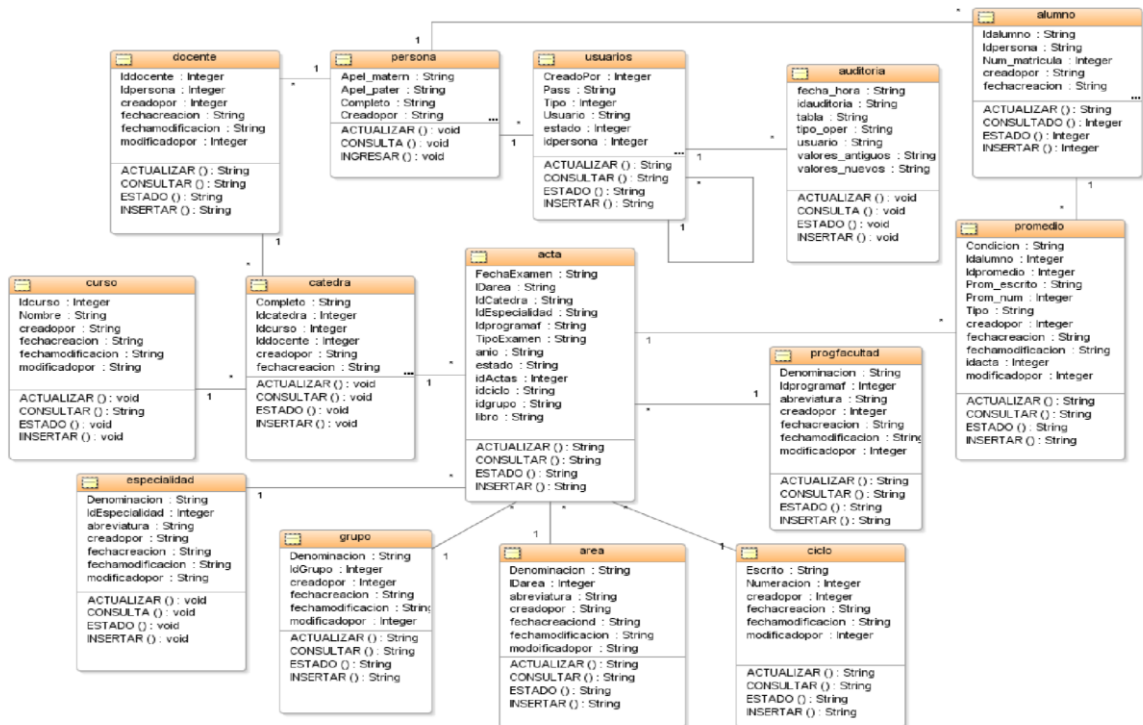 docente
Iddocente : Integer
Idpersona : Integer
creadopor : Integer
fechacreacion : String
fechamodificacion : String
modificadopor : Integer
ACTUALIZAR () : String
CONSULTAR () : String
ESTADO () : String
INSERTAR () : String
persona
Apel_matern : String
Apel_pater : String
Completo : String
Creadopor : String
...
ACTUALIZAR () : void
CONSULTA () : void
INGRESAR () : void
usuarios
CreadoPor : Integer
Pass : String
Tipo : Integer
Usuario : String
estado : Integer
idpersona : Integer
...
ACTUALIZAR () : String
CONSULTAR () : String
ESTADO () : String
INSERTAR () : String
auditoria
fecha_hora : String
idauditoria : String
tabla : String
tipo_oper : String
usuario : String
valores_antiguos : String
valores_nuevos : String
ACTUALIZAR () : void
CONSULTA () : void
ESTADO () : void
INSERTAR () : void
alumno
Idalumno : String
Idpersona : String
Num_matricula : Integer
creadopor : String
fechacreacion : String
...
ACTUALIZAR () : String
CONSULTADO () : Integer
ESTADO () : Integer
INSERTAR () : Integer
curso
Idcurso : Integer
Nombre : String
creadopor : String
fechacreacion : String
fechamodificacion : String
modificadopor : String
ACTUALIZAR () : void
CONSULTAR () : String
ESTADO () : void
IINSERTAR () : void
catedra
Completo : String
Idcatedra : Integer
Idcurso : Integer
Iddocente : Integer
creadopor : String
fechacreacion : String
...
ACTUALIZAR () : void
CONSULTAR () : void
ESTADO () : void
INSERTAR () : void
acta
FechaExamen : String
IDarea : String
IdCatedra : String
IdEspecialidad : String
Idprogramaf : String
TipoExamen : String
anio : String
estado : String
idActas : Integer
idciclo : String
idgrupo : String
libro : String
ACTUALIZAR () : String
CONSULTAR () : String
ESTADO () : String
INSERTAR () : String
promedio
Condicion : String
Idalumno : Integer
Idpromedio : Integer
Prom_escrito : String
Prom_num : Integer
Tipo : String
creadopor : Integer
fechacreacion : String
fechamodificacion : String
idacta : Integer
modificadopor : Integer
ACTUALIZAR () : String
CONSULTAR () : String
ESTADO () : String
INSERTAR () : String
progfacultad
Denominacion : String
Idprogramaf : Integer
abreviatura : String
creadopor : Integer
fechacreacion : String
fechamodificacion : String
modificadopor : Integer
ACTUALIZAR () : String
CONSULTAR () : String
ESTADO () : String
INSERTAR () : String
especialidad
Denominacion : String
IdEspecialidad : Integer
abreviatura : String
creadopor : String
fechacreacion : String
fechamodificacion : String
modificadopor : String
ACTUALIZAR () : void
CONSULTA () : void
ESTADO () : void
INSERTAR () : void
grupo
Denominacion : String
IdGrupo : Integer
creadopor : Integer
fechacreacion : String
fechamodificacion : String
modificadopor : Integer
ACTUALIZAR () : String
CONSULTAR () : String
ESTADO () : String
INSERTAR () : String
area
Denominacion : String
IDarea : Integer
abreviatura : String
creadopor : String
fechacreaciond : String
fechamodificacion : String
modoificadopor : String
ACTUALIZAR () : String
CONSULTAR () : String
ESTADO () : String
INSERTAR () : String
ciclo
Escrito : String
Numeracion : Integer
creadopor : Integer
fechacreacion : String
fechamodificacion : String
modificadopor : Integer
ACTUALIZAR () : String
CONSULTAR () : String
ESTADO () : String
INSERTAR () : String